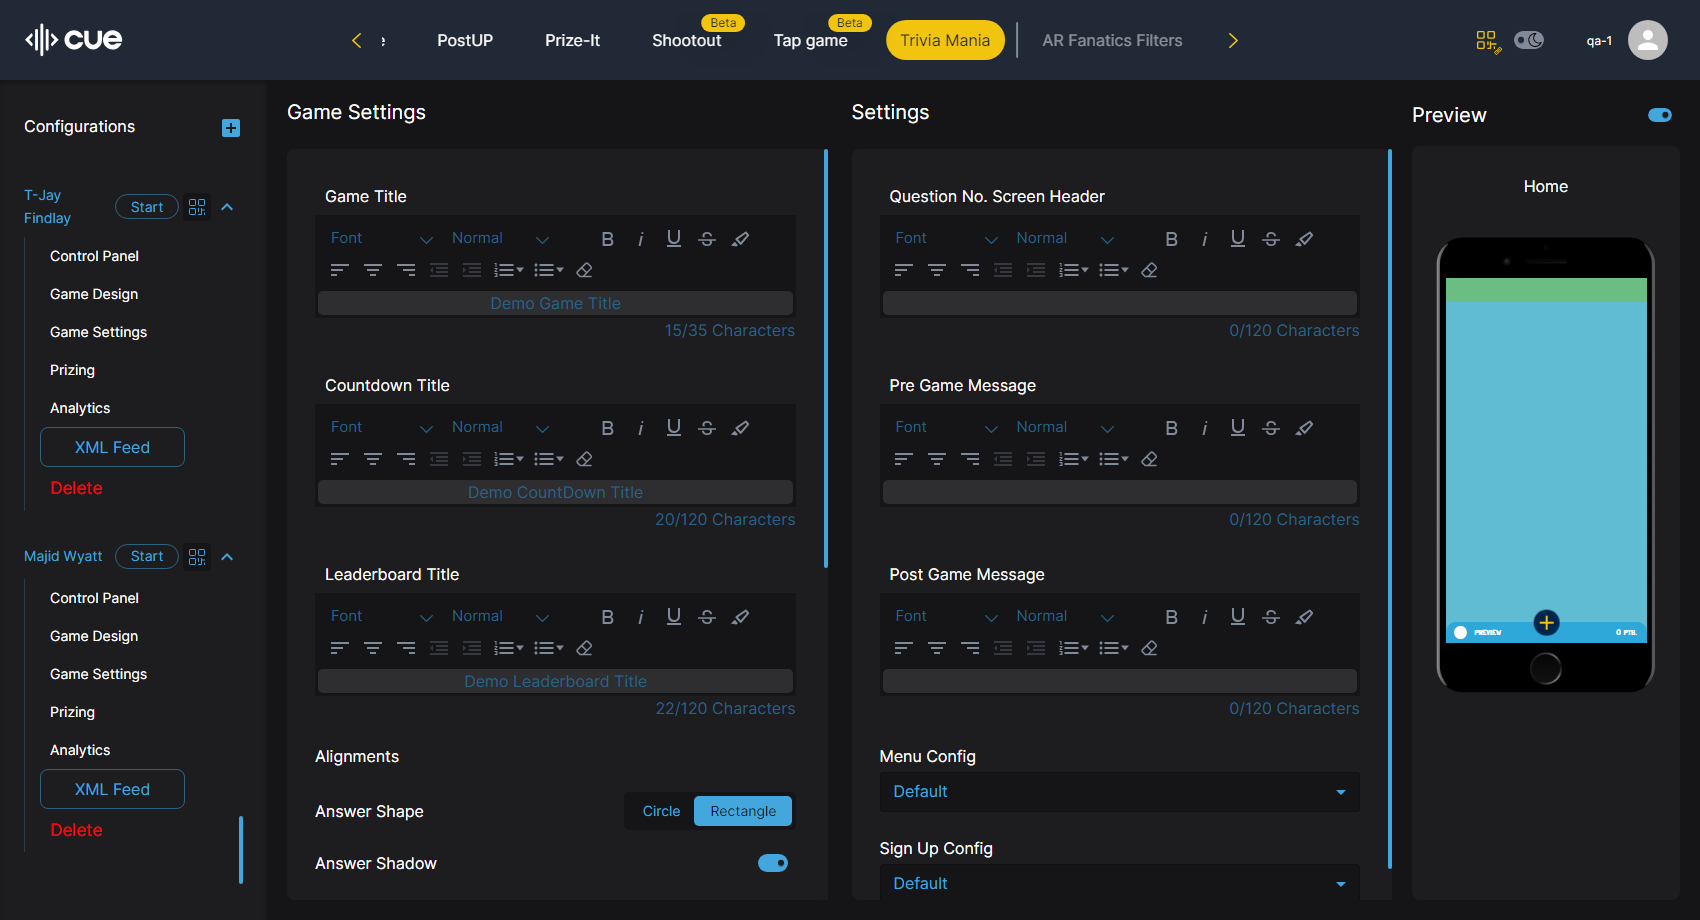 cue
PostUP
Prize-It
Beta
Shootout
Beta
Tap game
Trivia Mania
AR Fanatics Filters
qa-1
Configurations
T-Jay
Findlay
Start
Control Panel
Game Design
Game Settings
Prizing
Analytics
XML Feed
Delete
Majid Wyatt
Start
Control Panel
Game Design
Game Settings
Prizing
Analytics
XML Feed
Delete
Game Settings
Game Title
Font Normal B i U S
Demo Game Title
15/35 Characters
Countdown Title
Font Normal B i U S
Demo CountDown Title
20/120 Characters
Leaderboard Title
Font Normal B i U S
Demo Leaderboard Title
22/120 Characters
Alignments
Answer Shape
Circle
Rectangle
Answer Shadow
Settings
Question No. Screen Header
Font Normal B i U S
0/120 Characters
Pre Game Message
Font Normal B i U S
0/120 Characters
Post Game Message
Font Normal B i U S
0/120 Characters
Menu Config
Default
Sign Up Config
Default
Preview
Home
PREVIEW
0 PTS.